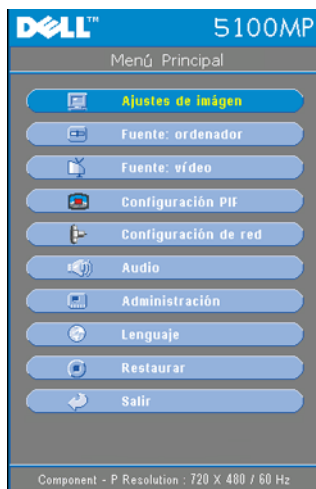 DELL™ 5100MP
Menú Principal
Ajustes de imágen
Fuente: ordenador
Fuente: vídeo
Configuración PIF
Configuración de red
Audio
Administración
Lenguaje
Restaurar
Salir
Component - P Resolution : 720 X 480 / 60 Hz